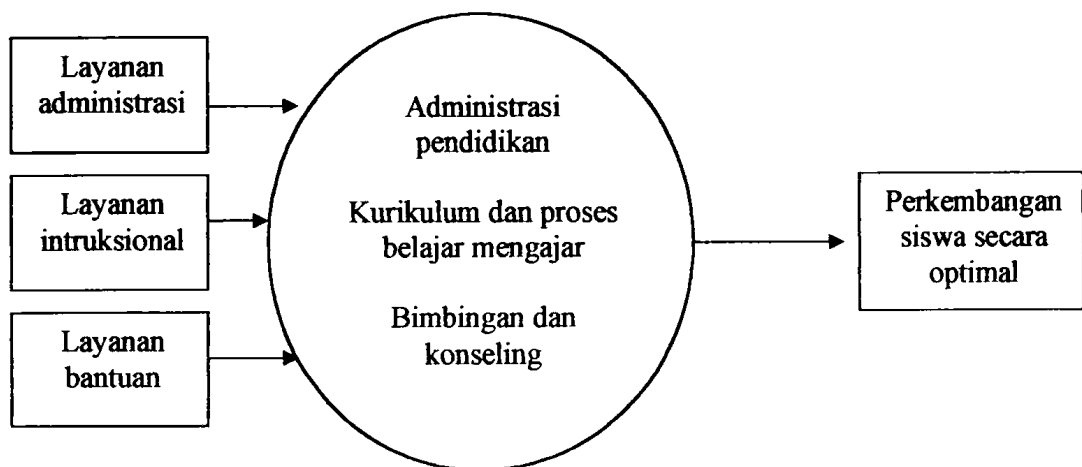 Layanan
administrasi
Layanan
intruksional
Layanan
bantuan
Administrasi
pendidikan
Kurikulum dan proses
belajar mengajar
Bimbingan dan
konseling
Perkembangan
siswa secara
optimal